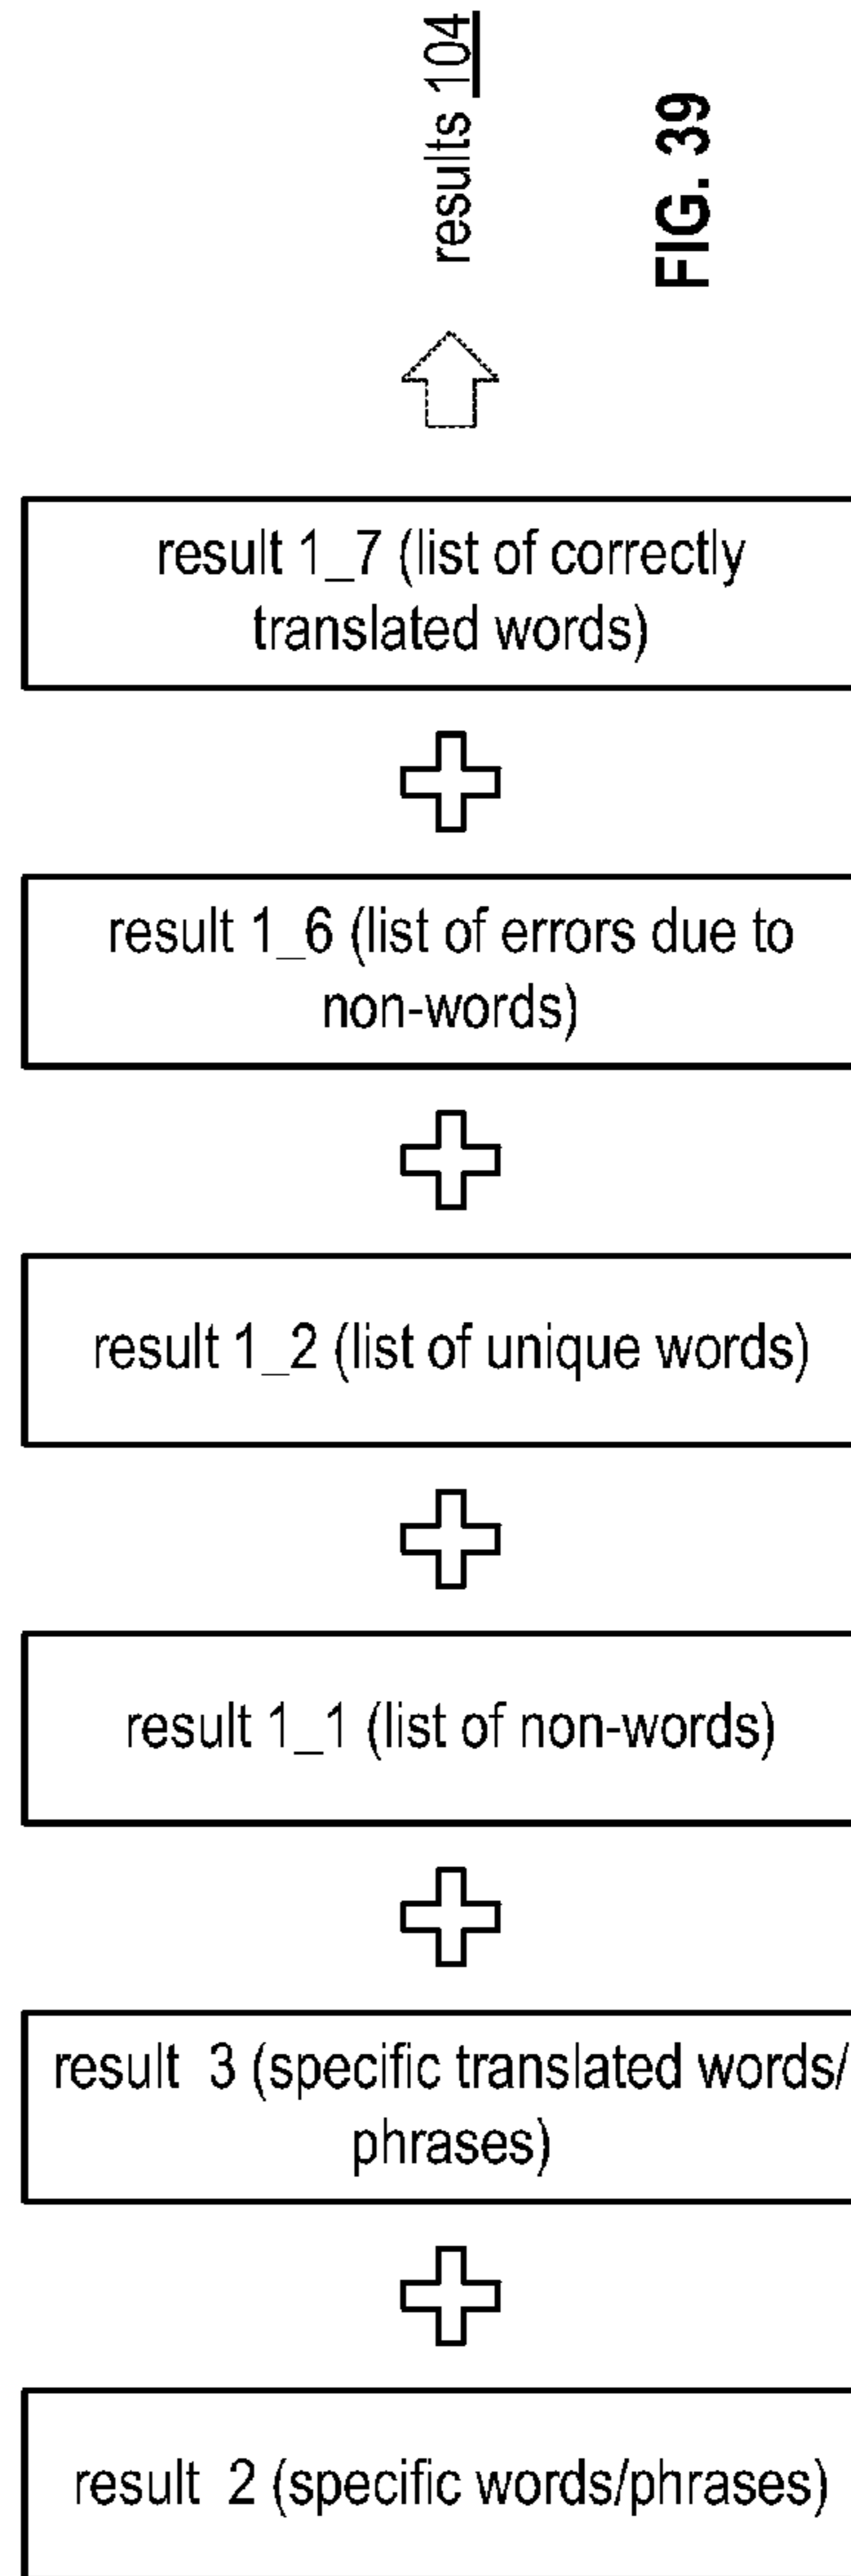 results 104
FIG. 39
result 1_7 (list of correctly
translated words)
result 1_6 (list of errors due to
non-words)
result 1_2 (list of unique words)
result 1_1 (list of non-words)
result 3 (specific translated words/
phrases)
result 2 (specific words/phrases)